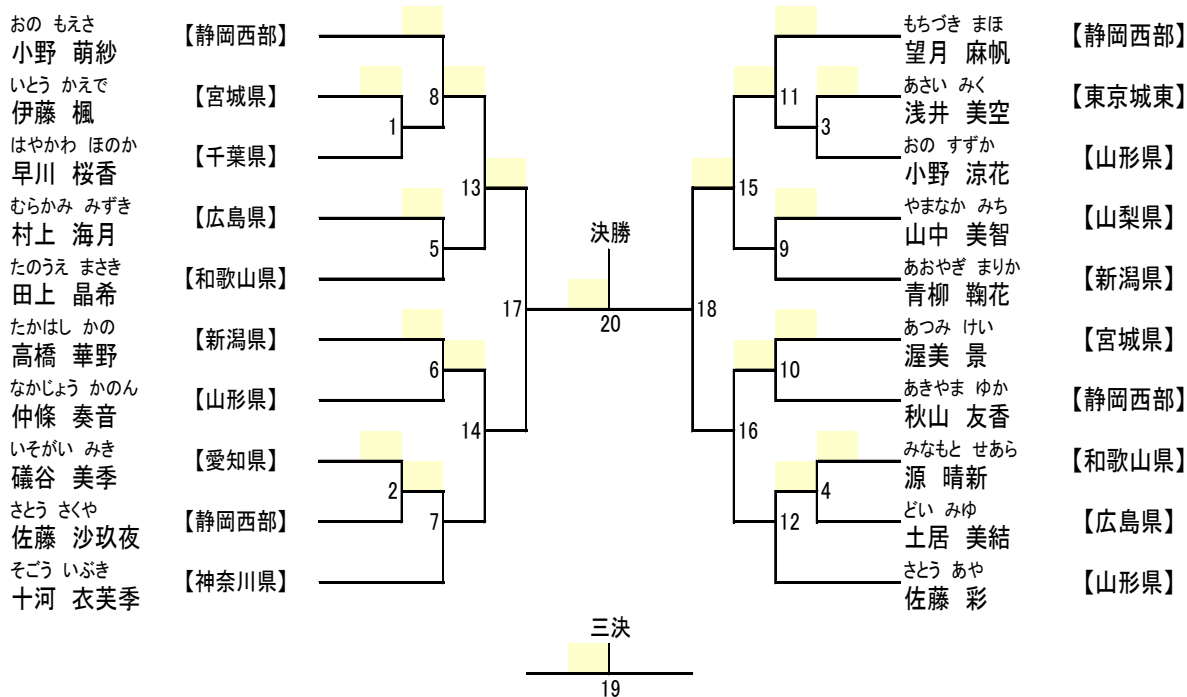 おの もえさ
小野 萌紗 【静岡西部】
いとう かえで
伊藤 楓 【宮城県】
はやかわ ほのか
早川 桜香 【千葉県】
むらかみ みずき
村上 海月 【広島県】
たのうえ まさき
田上 晶希 【和歌山県】
たかはし かの
高橋 華野 【新潟県】
なかじょう かのん
仲條 奏音 【山形県】
いそがい みき
礒谷 美季 【愛知県】
さとう さくや
佐藤 沙玖夜 【静岡西部】
そごう いぶき
十河 衣芙季 【神奈川県】
8
1
13
5
17
6
14
2
7
決勝
20
三決
19
11
3
15
9
18
10
16
4
12
もちづき まほ
望月 麻帆 【静岡西部】
あさい みく
浅井 美空 【東京城東】
おの すずか
小野 涼花 【山形県】
やまなか みち
山中 美智 【山梨県】
あおやぎ まりか
青柳 鞠花 【新潟県】
あつみ けい
渥美 景 【宮城県】
あきやま ゆか
秋山 友香 【静岡西部】
みなもと せあら
源 晴新 【和歌山県】
どい みゆ
土居 美結 【広島県】
さとう あや
佐藤 彩 【山形県】